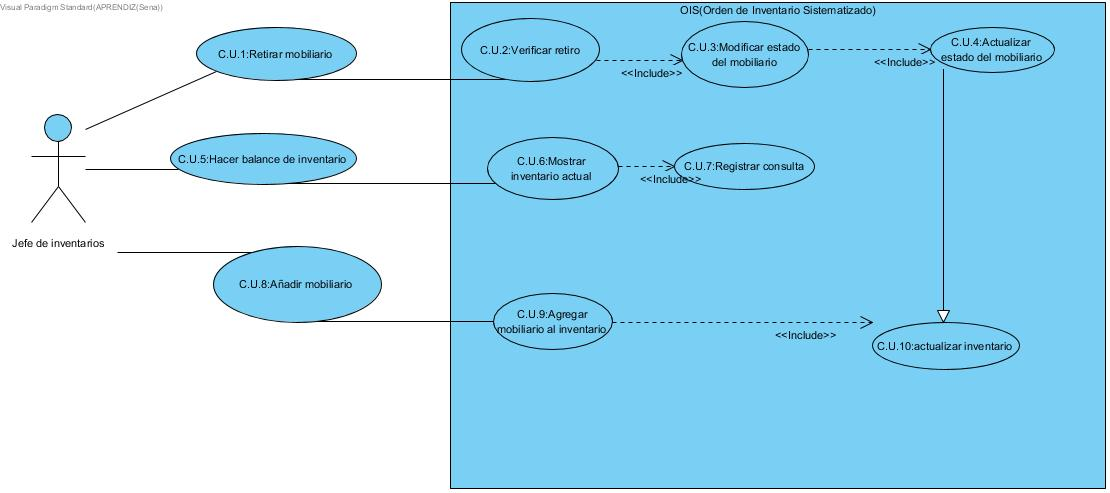 Visual Paradigm Standard(APRENDIZ(Sena))
OIS(Orden de Inventario Sistematizado)
C.U.1:Retirar mobiliario
C.U.2:Verificar retiro
<<Include>>
C.U.3:Modificar estado
del mobiliario
<<Include>>
C.U.4:Actualizar
estado del mobiliario
C.U.5:Hacer balance de inventario
C.U.6:Mostrar
inventario actual
<<Include>>
C.U.7:Registrar consulta
Jefe de inventarios
C.U.8:Añadir mobiliario
C.U.9:Agregar
mobiliario al inventario
<<Include>>
C.U.10:actualizar inventario